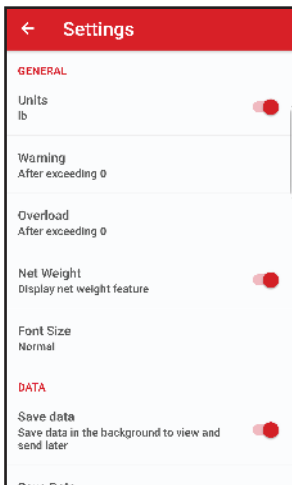 Settings
GENERAL
Units
lb
Warning
After exceeding 0
Overload
After exceeding 0
Net Weight
Display net weight feature
Font Size
Normal
DATA
Save data
Save data in the background to view and
send later